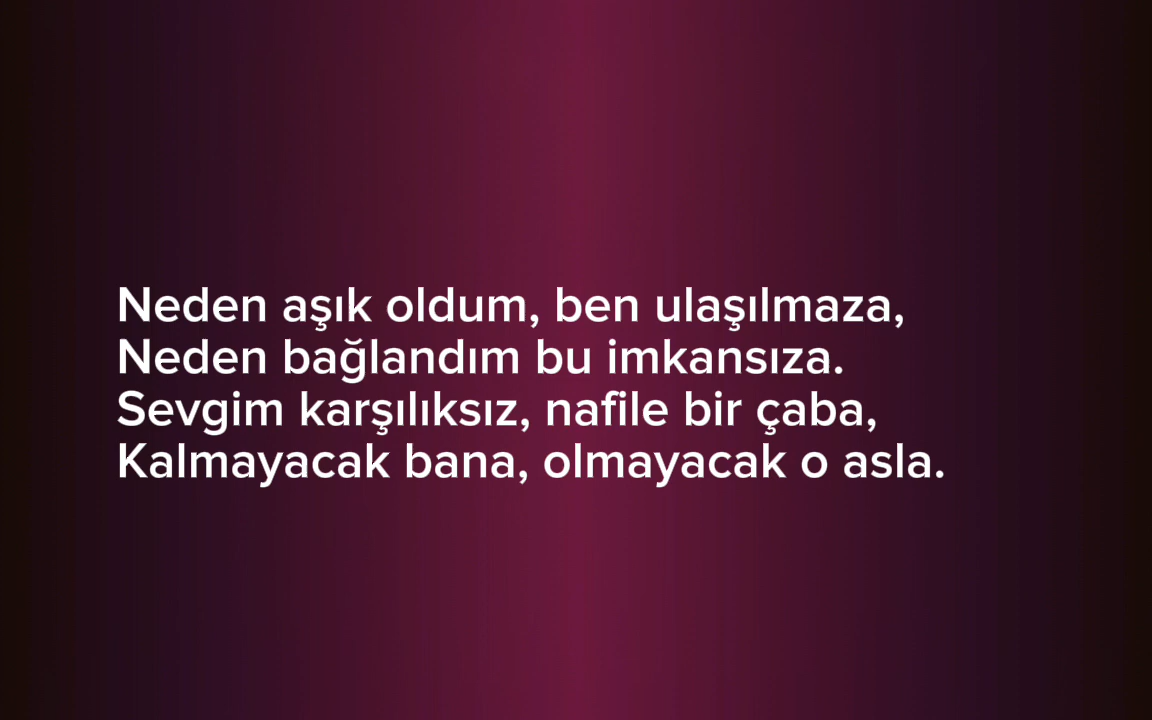 Neden aşık oldum, ben ulaşılmaza,
Neden bağlandım bu imkansıza.
Sevgim karşılıksız, nafile bir çaba,
Kalmayacak bana, olmayacak o asla.